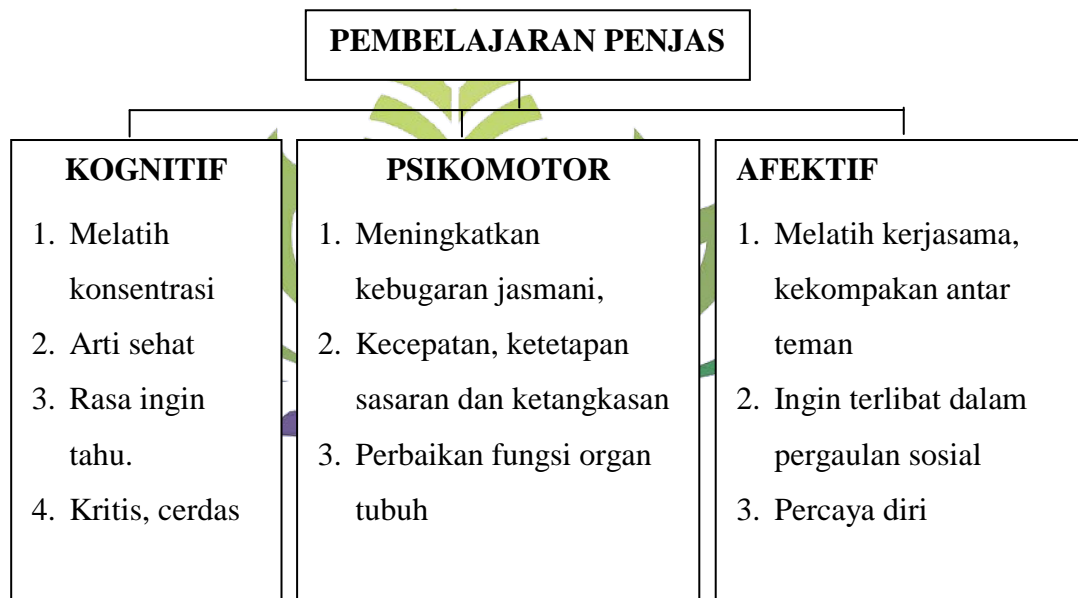 PEMBELAJARAN PENJAS
KOGNITIF
1. Melatih
konsentrasi
2. Arti sehat
3. Rasa ingin
tahu.
4. Kritis, cerdas
PSIKOMOTOR
1. Meningkatkan
kebugaran jasmani,
2. Kecepatan, ketetapan
sasaran dan ketangkasan
3. Perbaikan fungsi organ
tubuh
AFEKTIF
1. Melatih kerjasama,
kekompakan antar
teman
2. Ingin terlibat dalam
pergaulan sosial
3. Percaya diri